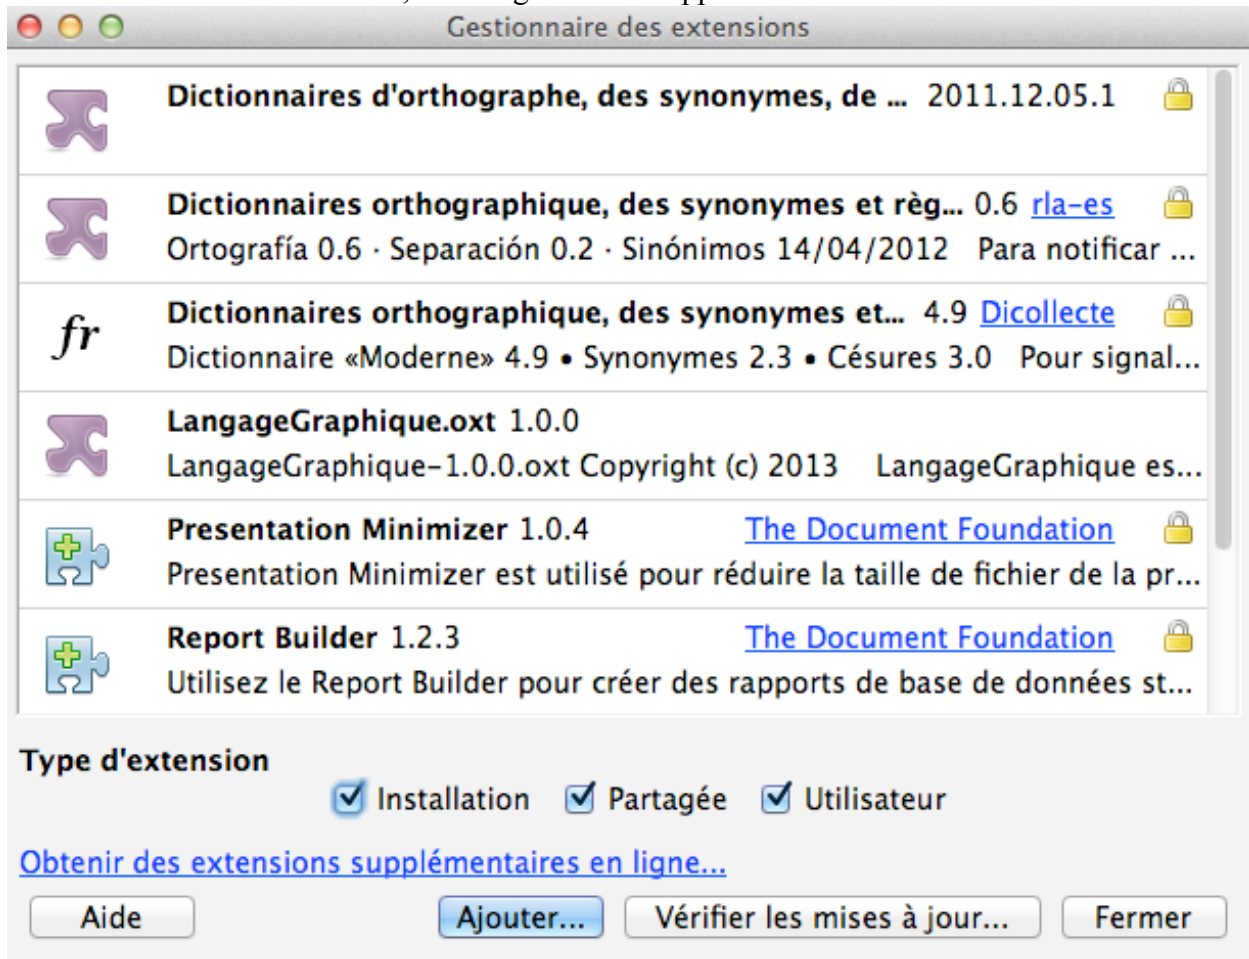 Gestionnaire des extensions
Dictionnaires d'orthographe, des synonymes, de ... 2011.12.05.1
Dictionnaires orthographique, des synonymes et règ... 0.6 rla-es
Ortografía 0.6 · Separación 0.2 · Sinónimos 14/04/2012 Para notificar ...
fr
Dictionnaires orthographique, des synonymes et... 4.9 Dicollecte
Dictionnaire «Moderne» 4.9 • Synonymes 2.3 • Césures 3.0 Pour signal...
LangageGraphique.oxt 1.0.0
LangageGraphique-1.0.0.oxt Copyright (c) 2013 LangageGraphique es...
Presentation Minimizer 1.0.4 The Document Foundation
Presentation Minimizer est utilisé pour réduire la taille de fichier de la pr...
Report Builder 1.2.3 The Document Foundation
Utilisez le Report Builder pour créer des rapports de base de données st...
Type d'extension
Installation Partagée Utilisateur
Obtenir des extensions supplémentaires en ligne...
Aide Ajouter... Vérifier les mises à jour... Fermer